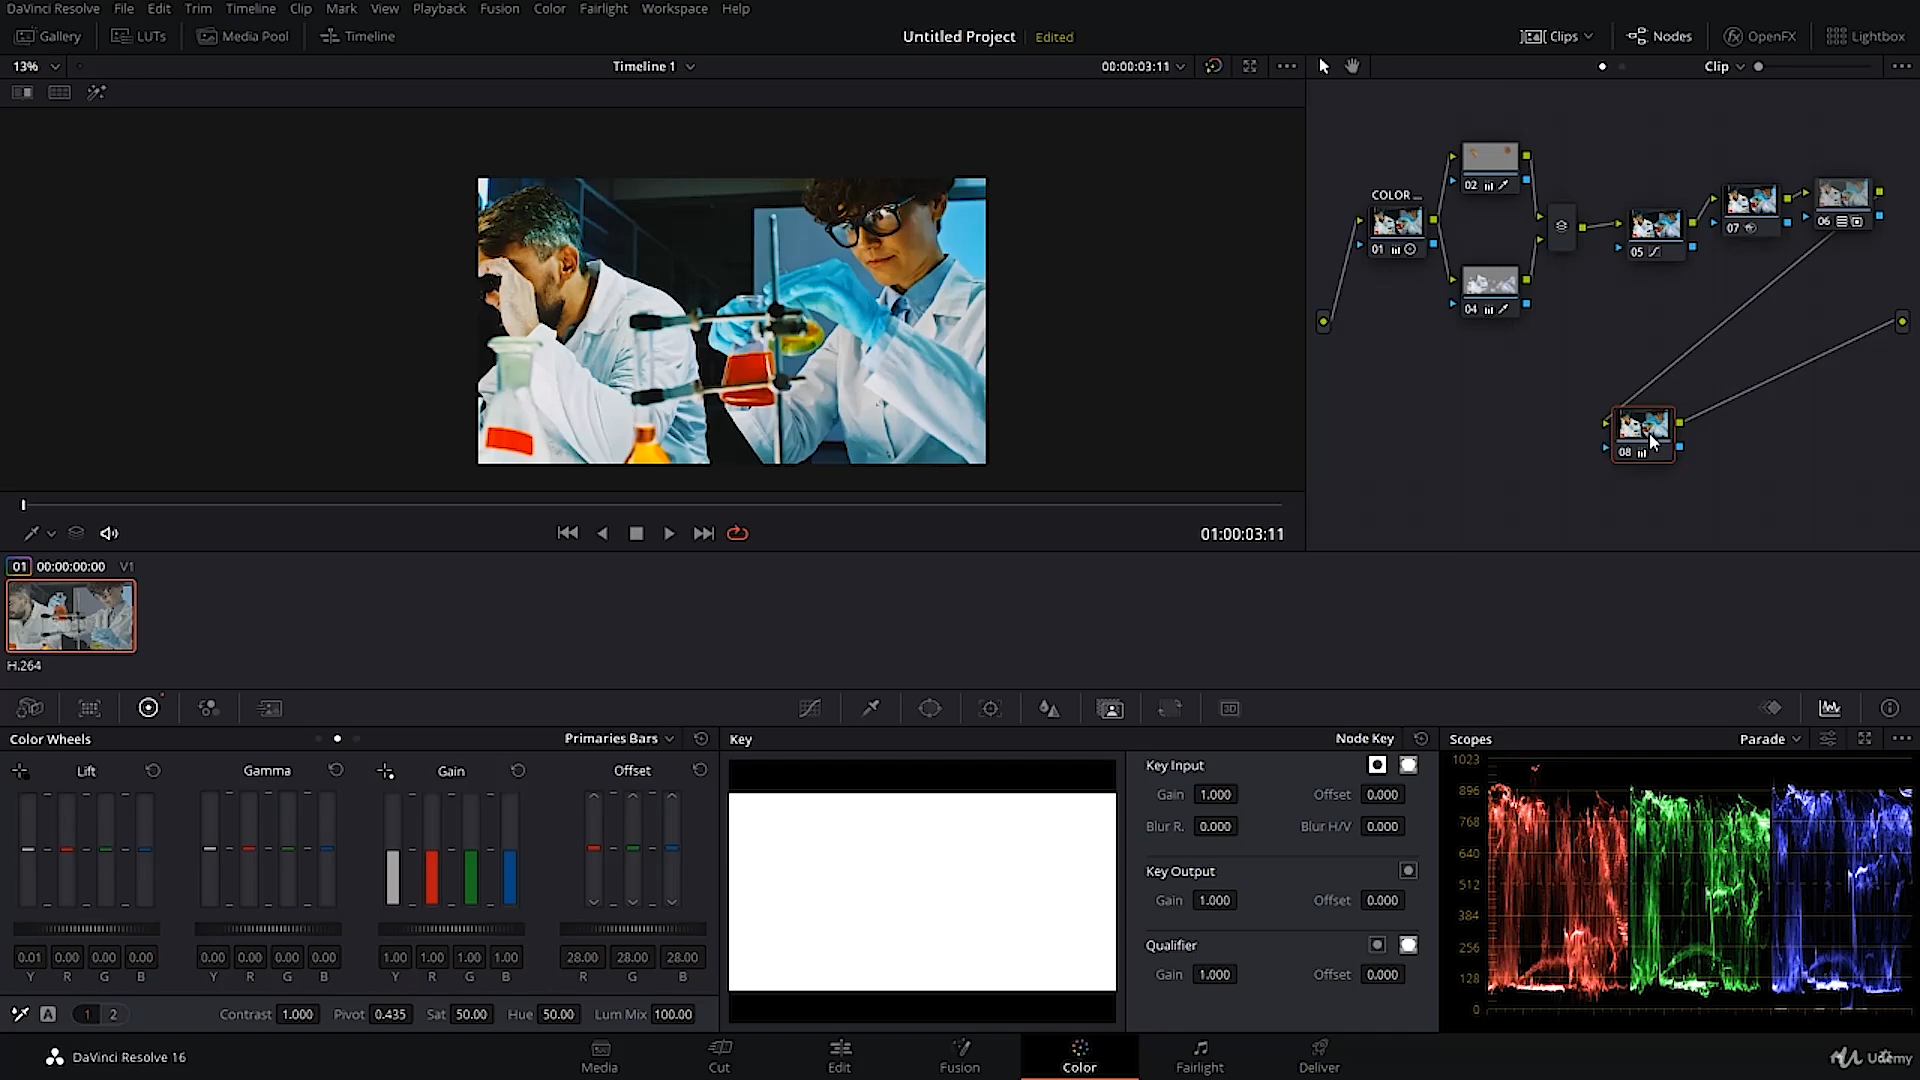 DaVinci Resolve File Edit Trim Timeline Clip Mark View Playback Fusion Color Fairlight Workspace Help
Gallery LUTs Media Pool Timeline Untitled Project Edited Clips Nodes OpenFX Lightbox
13% Timeline 1 00:00:03:11 Clip
COLOR ...
02
01
04
05
07
06
08
01:00:03:11
01 00:00:00:00 V1
H.264
3D
Color Wheels Primaries Bars Key Node Key Scopes Parade
Lift Gamma Gain Offset
Key Input
Gain 1.000 Offset 0.000
Blur R. 0.000 Blur H/V 0.000
Key Output
Gain 1.000 Offset 0.000
Qualifier
Gain 1.000 Offset 0.000
1023
896
768
640
512
384
256
128
0
0.01 0.00 0.00 0.00 0.00 0.00 0.00 0.00 1.00 1.00 1.00 1.00 28.00 28.00 28.00
Y R G B Y R G B Y R G B R G B
A 1 2 Contrast 1.000 Pivot 0.435 Sat 50.00 Hue 50.00 Lum Mix 100.00
DaVinci Resolve 16 Media Cut Edit Fusion Color Fairlight Deliver Udemy